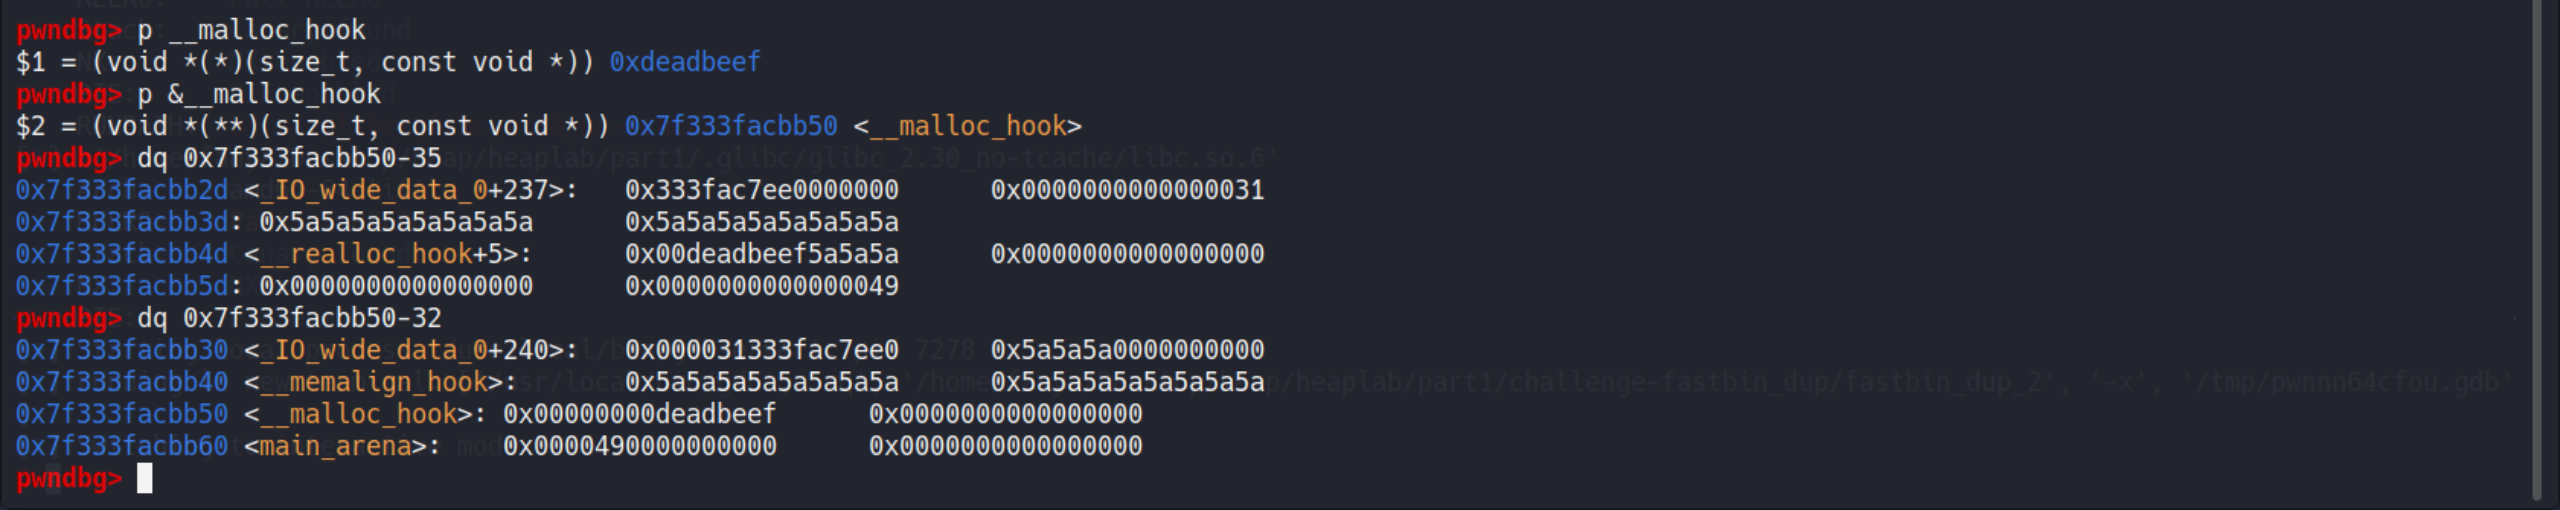 pwndbg> p __malloc_hook
$1 = (void *(*)(size_t, const void *)) 0xdeadbeef
pwndbg> p &__malloc_hook
$2 = (void *(**)(size_t, const void *)) 0x7f333facbb50 <__malloc_hook>
pwndbg> dq 0x7f333facbb50-35
0x7f333facbb2d <_IO_wide_data_0+237>: 0x333fac7ee0000000 0x0000000000000031
0x7f333facbb3d: 0x5a5a5a5a5a5a5a5a 0x5a5a5a5a5a5a5a5a
0x7f333facbb4d <__realloc_hook+5>: 0x00deadbeef5a5a5a 0x0000000000000000
0x7f333facbb5d: 0x0000000000000000 0x0000000000000049
pwndbg> dq 0x7f333facbb50-32
0x7f333facbb30 <_IO_wide_data_0+240>: 0x000031333fac7ee0 0x5a5a5a0000000000
0x7f333facbb40 <__memalign_hook>: 0x5a5a5a5a5a5a5a5a 0x5a5a5a5a5a5a5a5a
0x7f333facbb50 <__malloc_hook>: 0x00000000deadbeef 0x0000000000000000
0x7f333facbb60 <main_arena>: 0x0000490000000000 0x0000000000000000
pwndbg>